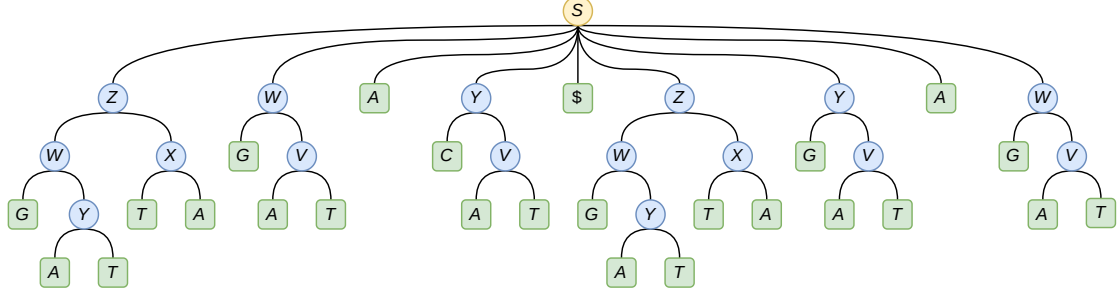 S
Z W A Y $ Z Y A W
W X G V C V W X G V G V
G Y T A A T A T G Y T A A T A T
A T A T